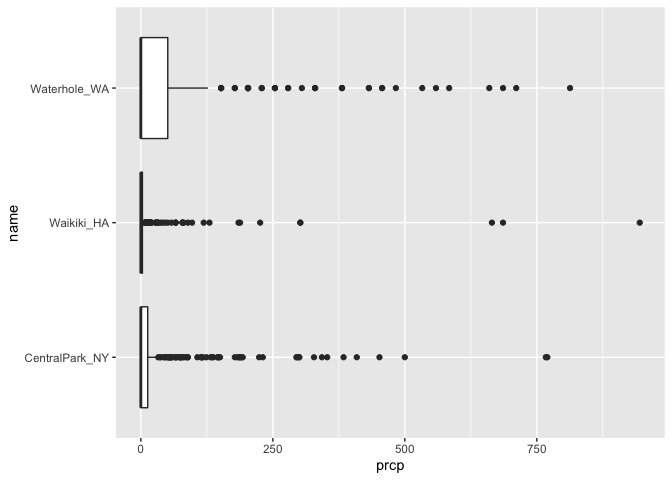 Waterhole_WA
Waikiki_HA
CentralPark_NY
name
0 250 500 750
prcp